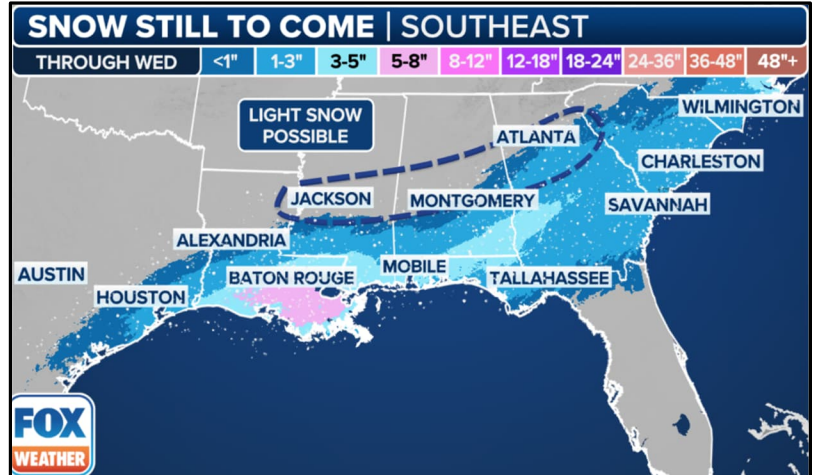 SNOW STILL TO COME | SOUTHEAST
THROUGH WED <1" 1-3" 3-5" 5-8" 8-12" 12-18" 18-24" 24-36" 36-48" 48"+
LIGHT SNOW
POSSIBLE
WILMINGTON
ATLANTA
CHARLESTON
JACKSON
MONTGOMERY
SAVANNAH
ALEXANDRIA
AUSTIN
BATON ROUGE
MOBILE
TALLAHASSEE
HOUSTON
FOX
WEATHER